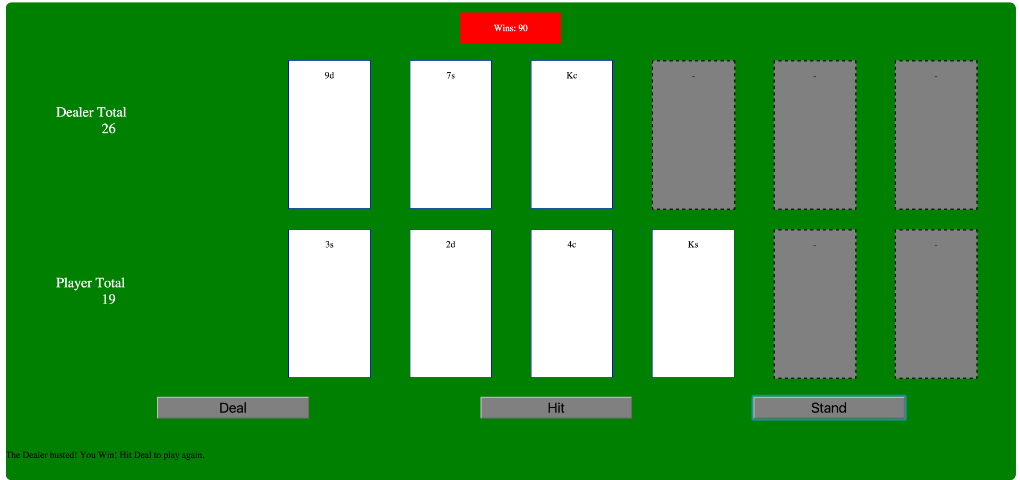 Wins: 90
9d 7s Kc - - -
Dealer Total
26
3s 2d 4c Ks - -
Player Total
19
Deal Hit Stand
The Dealer busted! You Win! Hit Deal to play again.